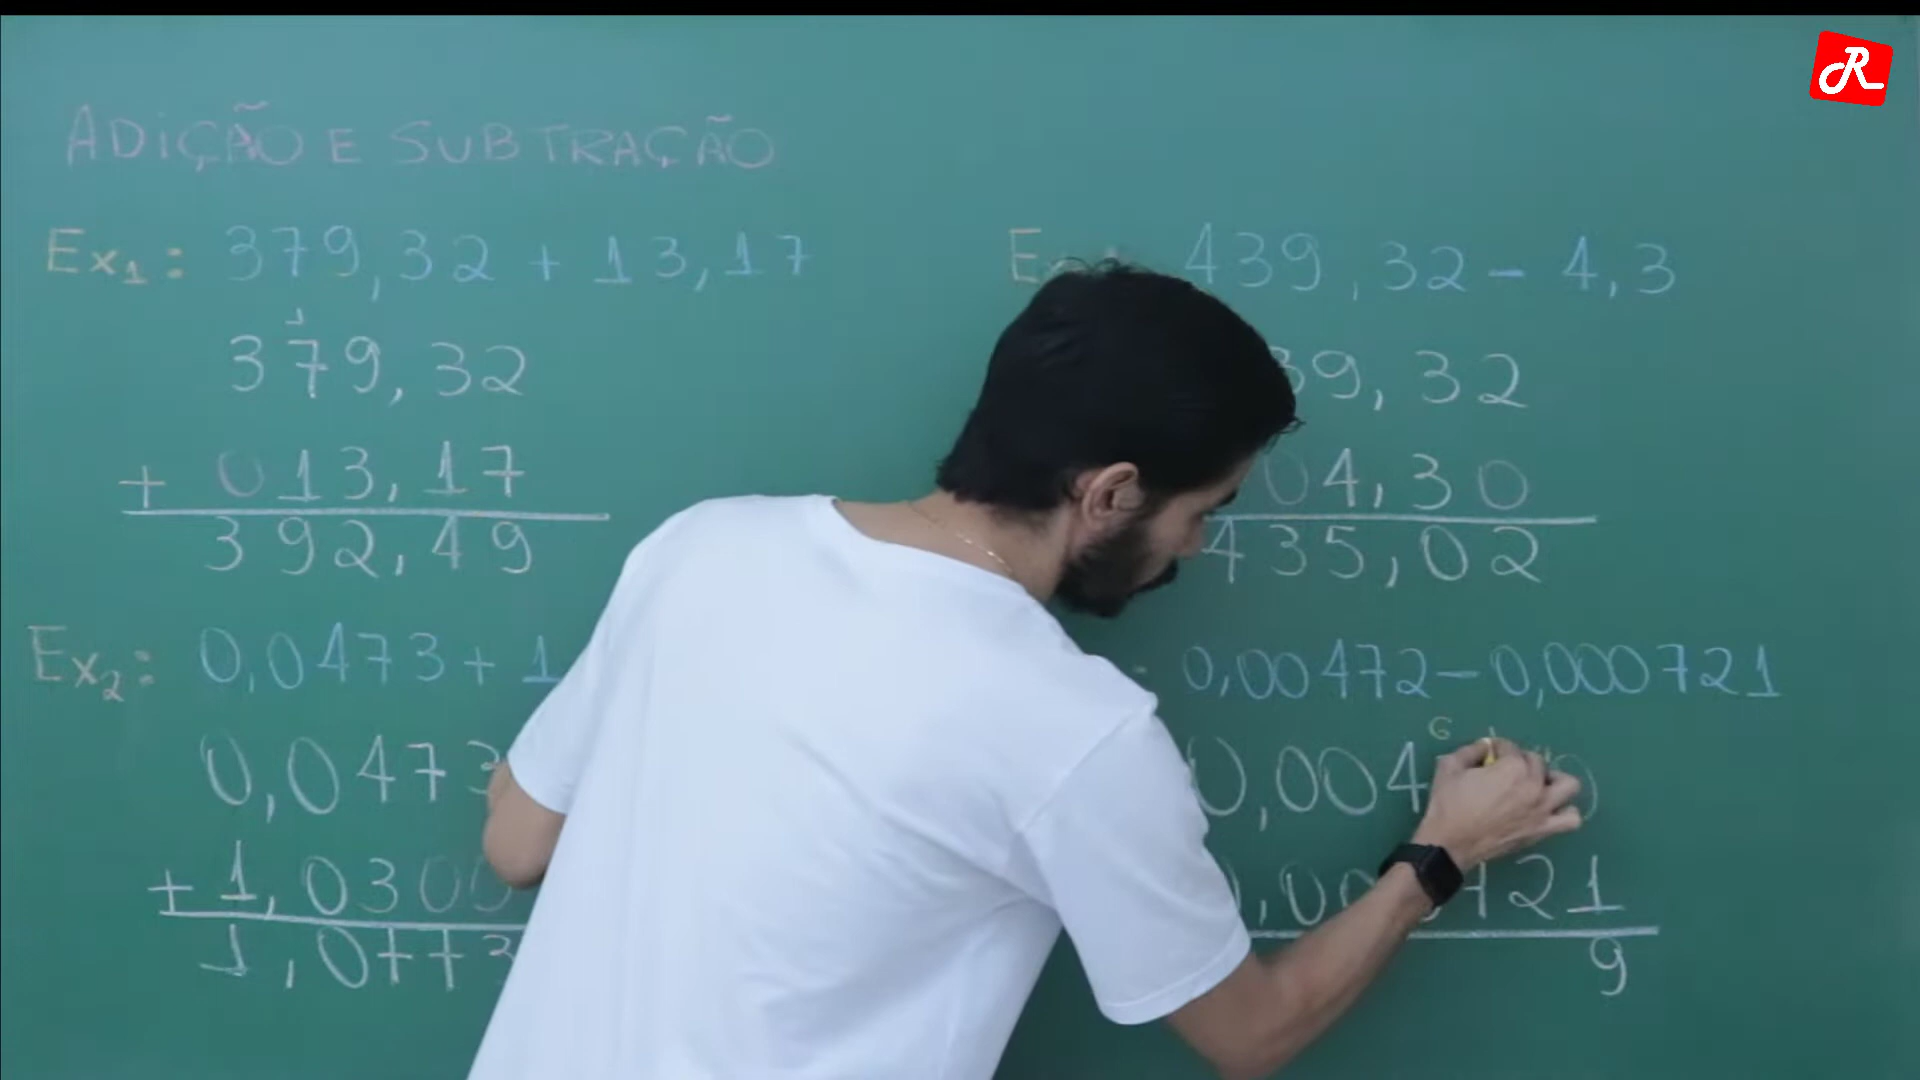 ADIÇÃO E SUBTRAÇÃO
Ex1: 379,32 + 13,17
1
379,32
+ 013,17
392,49
Ex2: 0,0473 + 1
0,0473
+ 1,0300
1,0773
439,32 - 4,3
39,32
04,30
435,02
0,00472 - 0,000721
6
0,004
721
9
R